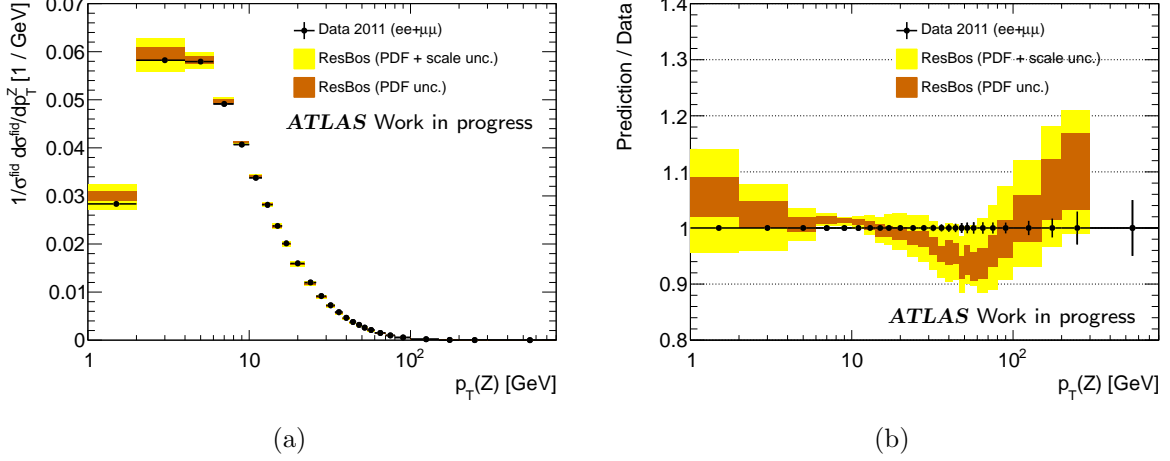 1/σ^fid dσ^fid/dp_T^Z [1 / GeV]
0.07
0.06
0.05
0.04
0.03
0.02
0.01
0
1 10 10^2
p_T(Z) [GeV]
Data 2011 (ee+μμ)
ResBos (PDF + scale unc.)
ResBos (PDF unc.)
ATLAS Work in progress
(a)
Prediction / Data
1.4
1.3
1.2
1.1
1
0.9
0.8
1 10 10^2
p_T(Z) [GeV]
Data 2011 (ee+μμ)
ResBos (PDF + scale unc.)
ResBos (PDF unc.)
ATLAS Work in progress
(b)